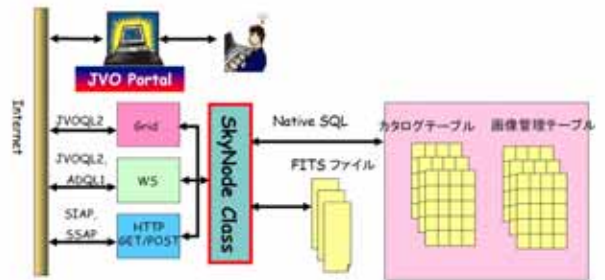 JVO Portal
Internet
JVOQL2
Grid
JVOQL2,
ADQL1
WS
SIAP,
SSAP
HTTP
GET/POST
SkyNode Class
Native SQL
FITS ファイル
カタログテーブル
画像管理テーブル